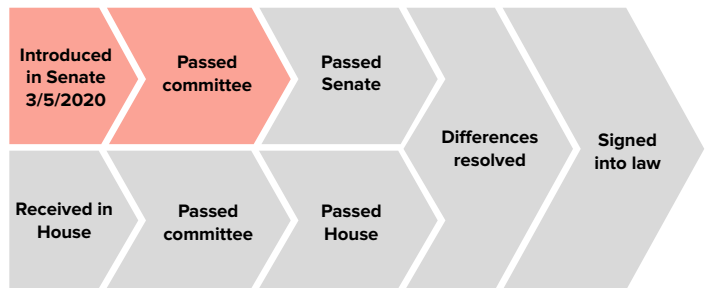 Introduced
in Senate
3/5/2020
Passed
committee
Passed
Senate
Differences
resolved
Signed
into law
Received in
House
Passed
committee
Passed
House